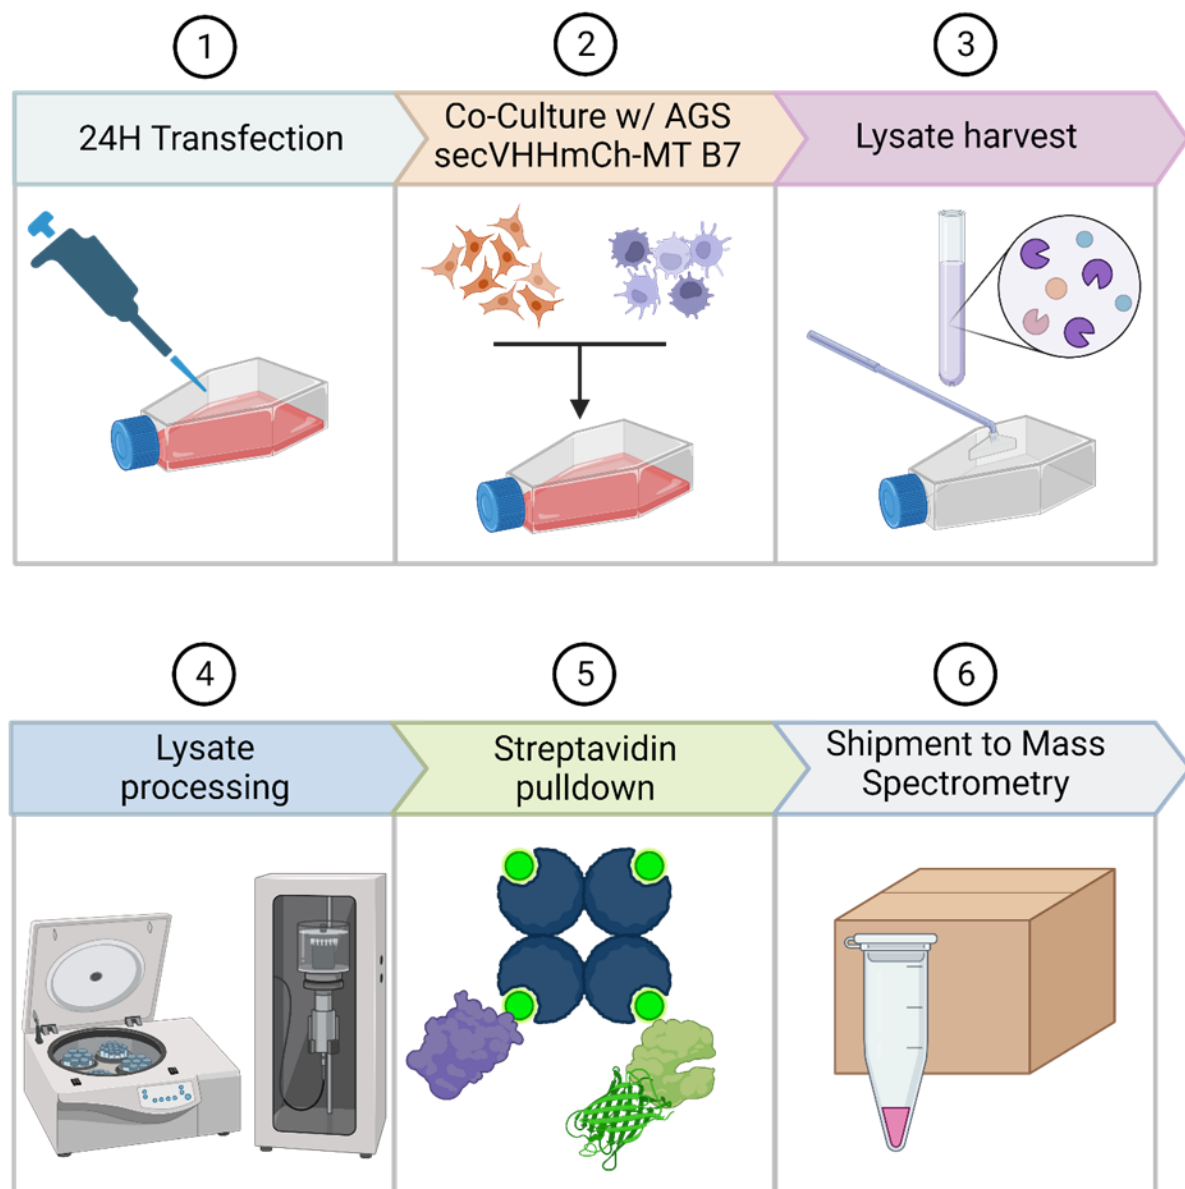 1
2
3
24H Transfection
Co-Culture w/ AGS
secVHHmCh-MT B7
Lysate harvest
4
5
6
Lysate
processing
Streptavidin
pulldown
Shipment to Mass
Spectrometry